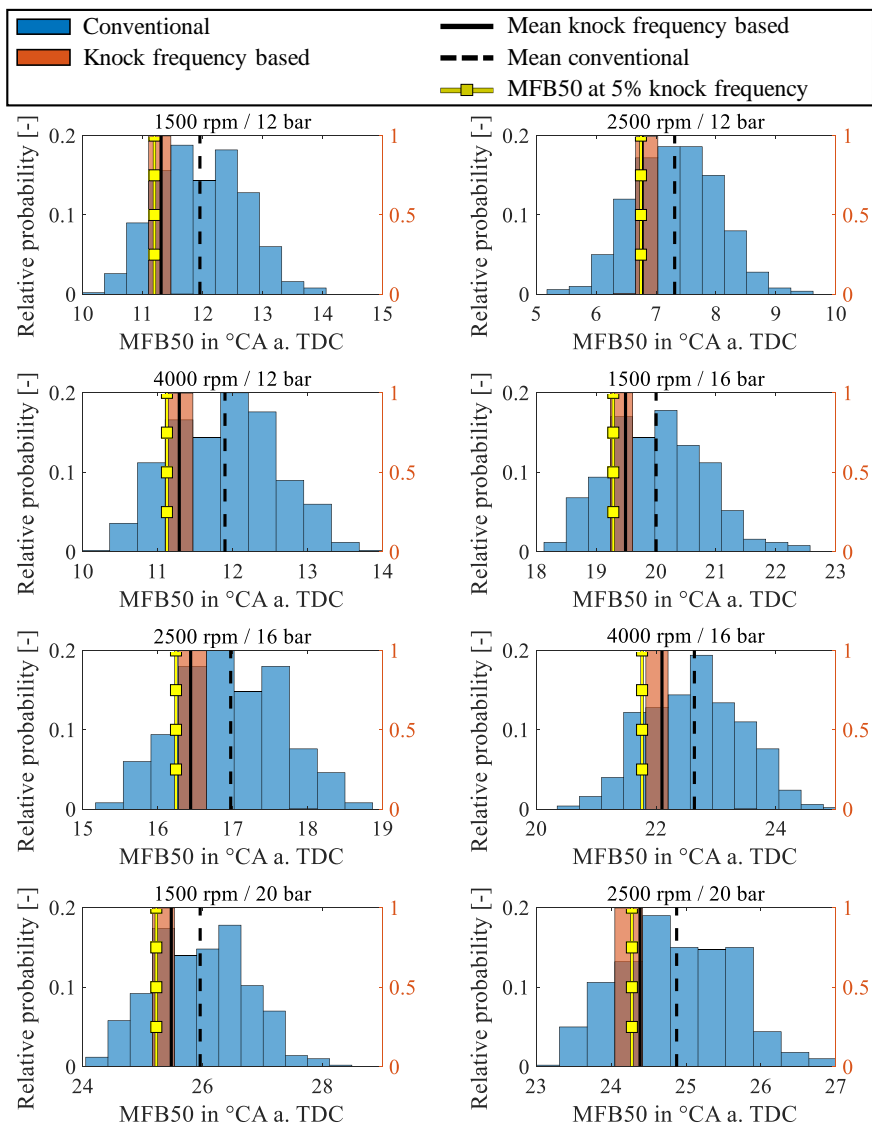 Conventional
Knock frequency based
Mean knock frequency based
Mean conventional
MFB50 at 5% knock frequency
1500 rpm / 12 bar
Relative probability [-]
0.2
0.1
0
1
0.5
0
10 11 12 13 14 15
MFB50 in °CA a. TDC
2500 rpm / 12 bar
Relative probability [-]
0.2
0.1
0
1
0.5
0
5 6 7 8 9 10
MFB50 in °CA a. TDC
4000 rpm / 12 bar
Relative probability [-]
0.2
0.1
0
1
0.5
0
10 11 12 13 14
MFB50 in °CA a. TDC
1500 rpm / 16 bar
Relative probability [-]
0.2
0.1
0
1
0.5
0
18 19 20 21 22 23
MFB50 in °CA a. TDC
2500 rpm / 16 bar
Relative probability [-]
0.2
0.1
0
1
0.5
0
15 16 17 18 19
MFB50 in °CA a. TDC
4000 rpm / 16 bar
Relative probability [-]
0.2
0.1
0
1
0.5
0
20 22 24
MFB50 in °CA a. TDC
1500 rpm / 20 bar
Relative probability [-]
0.2
0.1
0
1
0.5
0
24 26 28
MFB50 in °CA a. TDC
2500 rpm / 20 bar
Relative probability [-]
0.2
0.1
0
1
0.5
0
23 24 25 26 27
MFB50 in °CA a. TDC